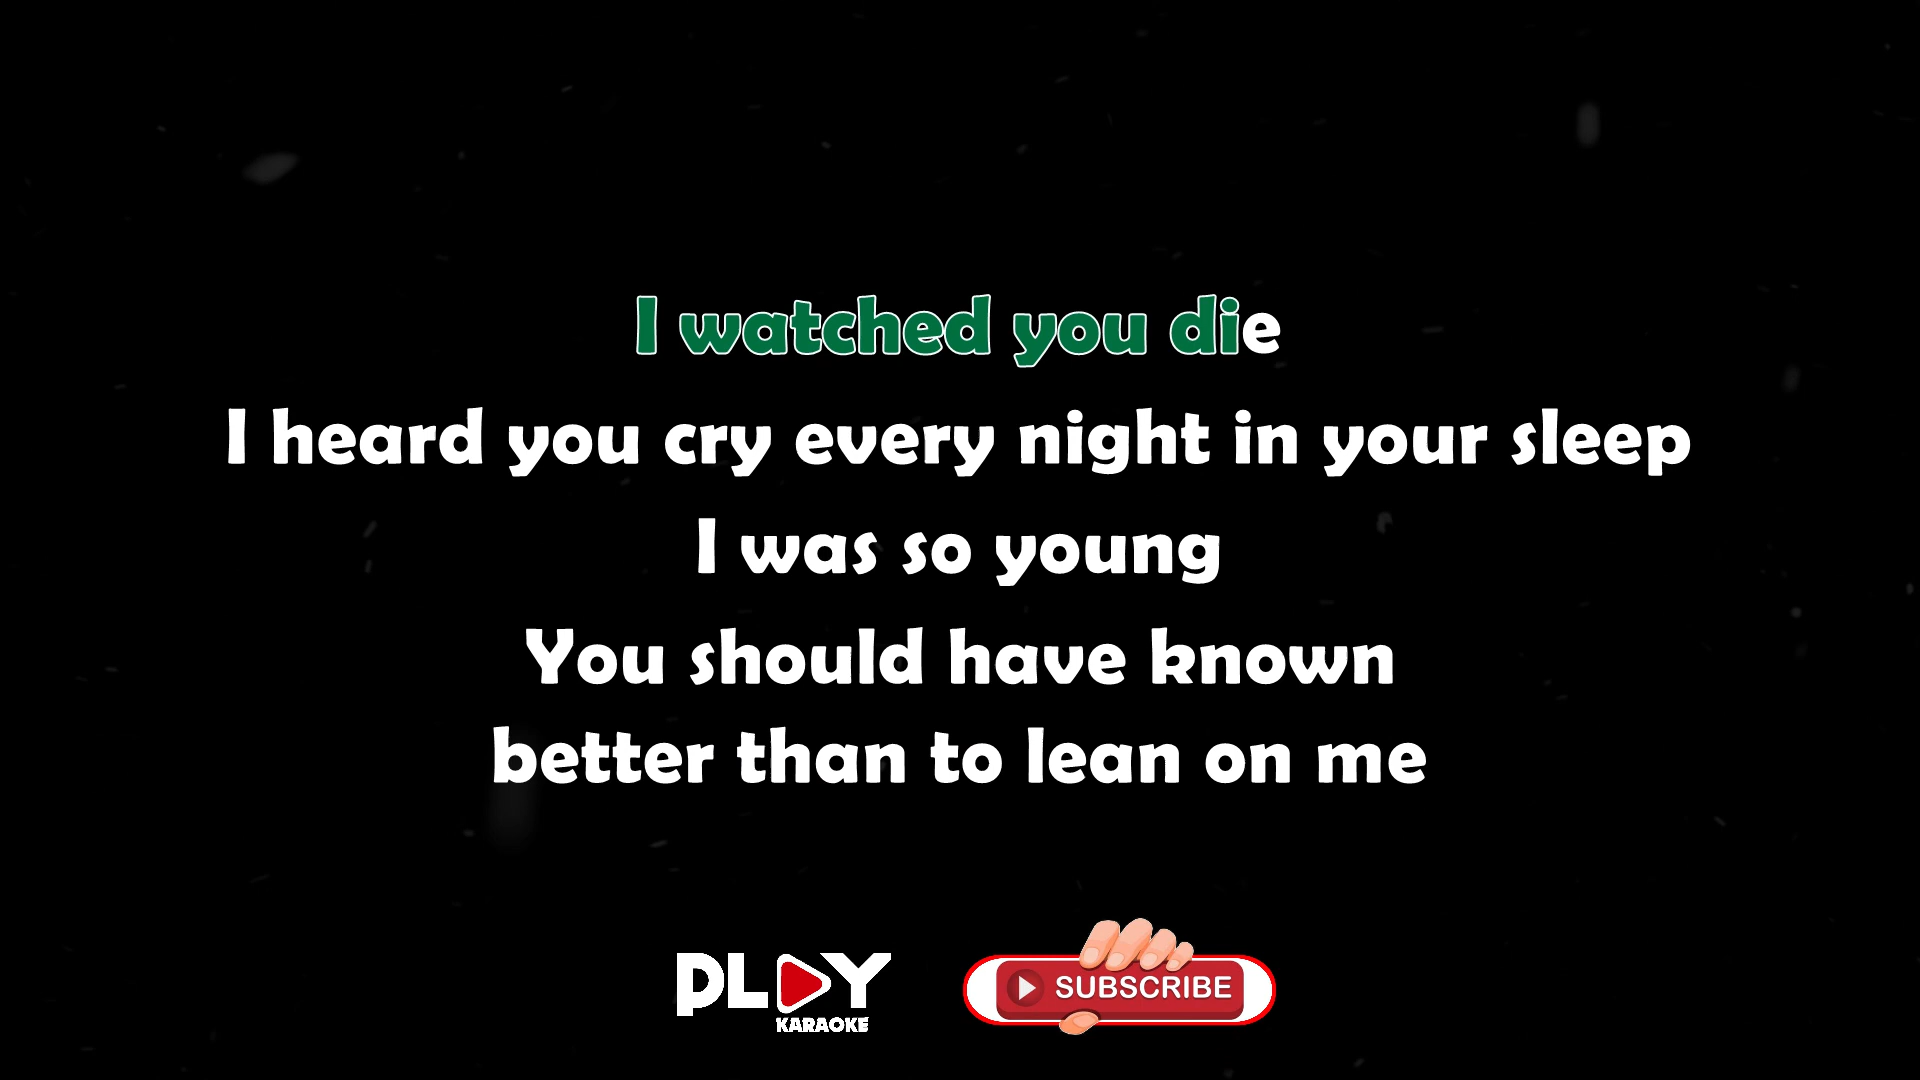 I watched you die
I heard you cry every night in your sleep
I was so young
You should have known
better than to lean on me
PLAY
KARAOKE
SUBSCRIBE